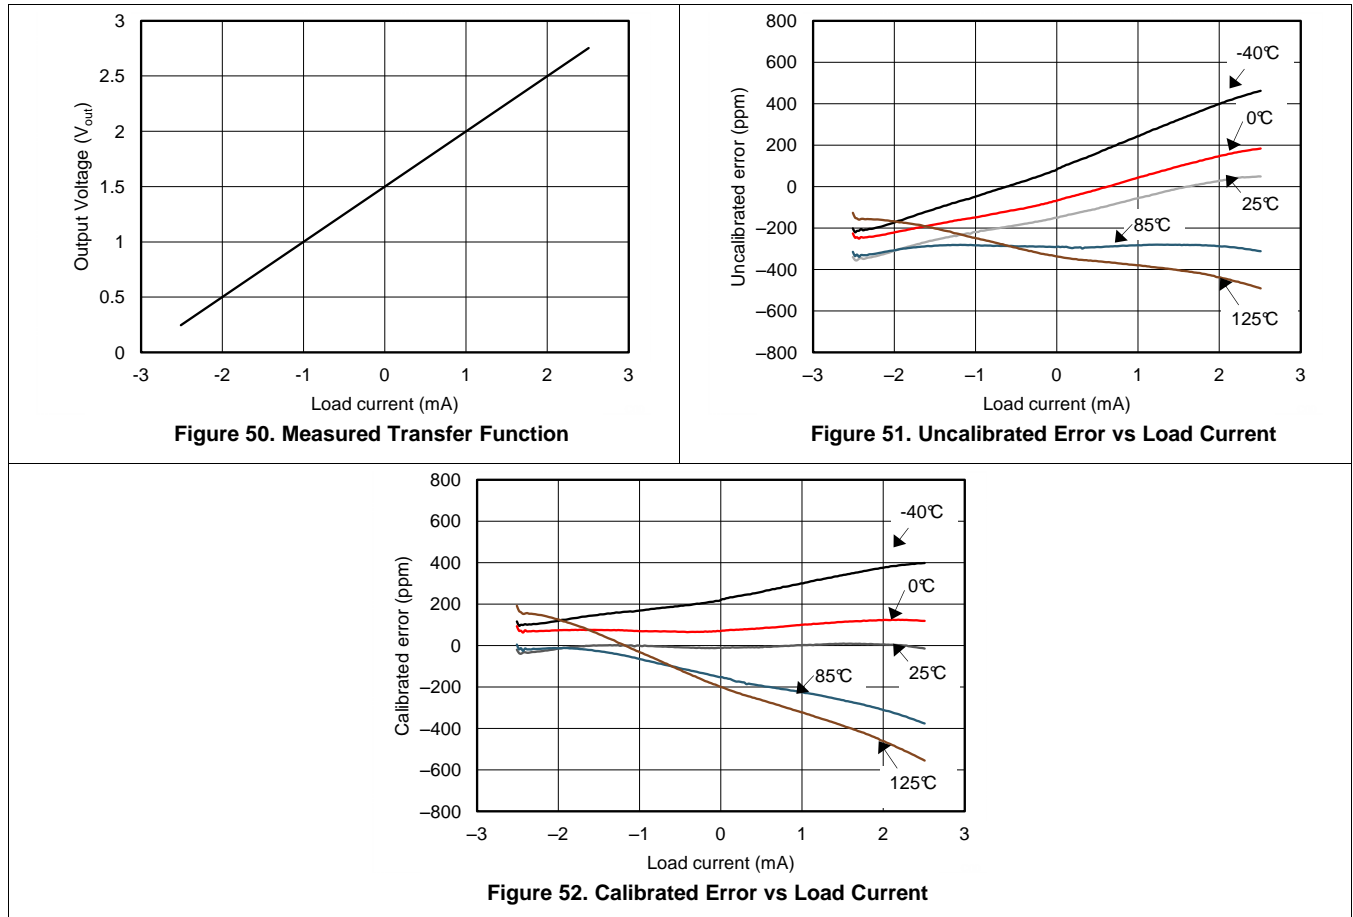 3
2.5
2
1.5
1
0.5
0
-3
-2
-1
0
1
2
3
Output Voltage (Vout)
Load current (mA)
Figure 50. Measured Transfer Function
800
600
400
200
0
–200
–400
–600
–800
–3
–2
–1
0
1
2
3
Uncalibrated error (ppm)
-40°C
0°C
25°C
85°C
125°C
Load current (mA)
Figure 51. Uncalibrated Error vs Load Current
800
600
400
200
0
–200
–400
–600
–800
–3
–2
–1
0
1
2
3
Calibrated error (ppm)
-40°C
0°C
25°C
85°C
125°C
Load current (mA)
Figure 52. Calibrated Error vs Load Current